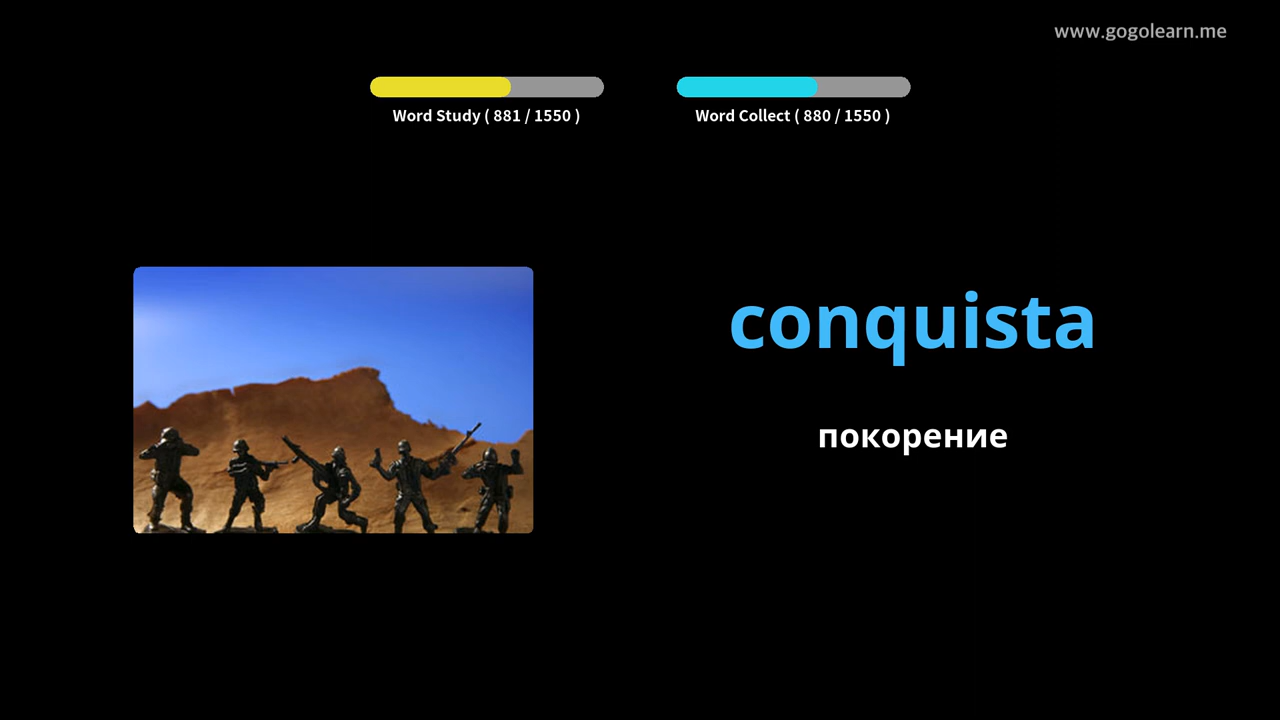 www.gogolearn.me
Word Study ( 881 / 1550 )
Word Collect ( 880 / 1550 )
conquista
покорение